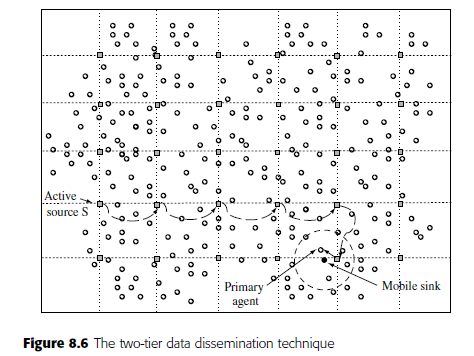 Active
source S
Primary
agent
Mobile sink
Figure 8.6 The two-tier data dissemination technique